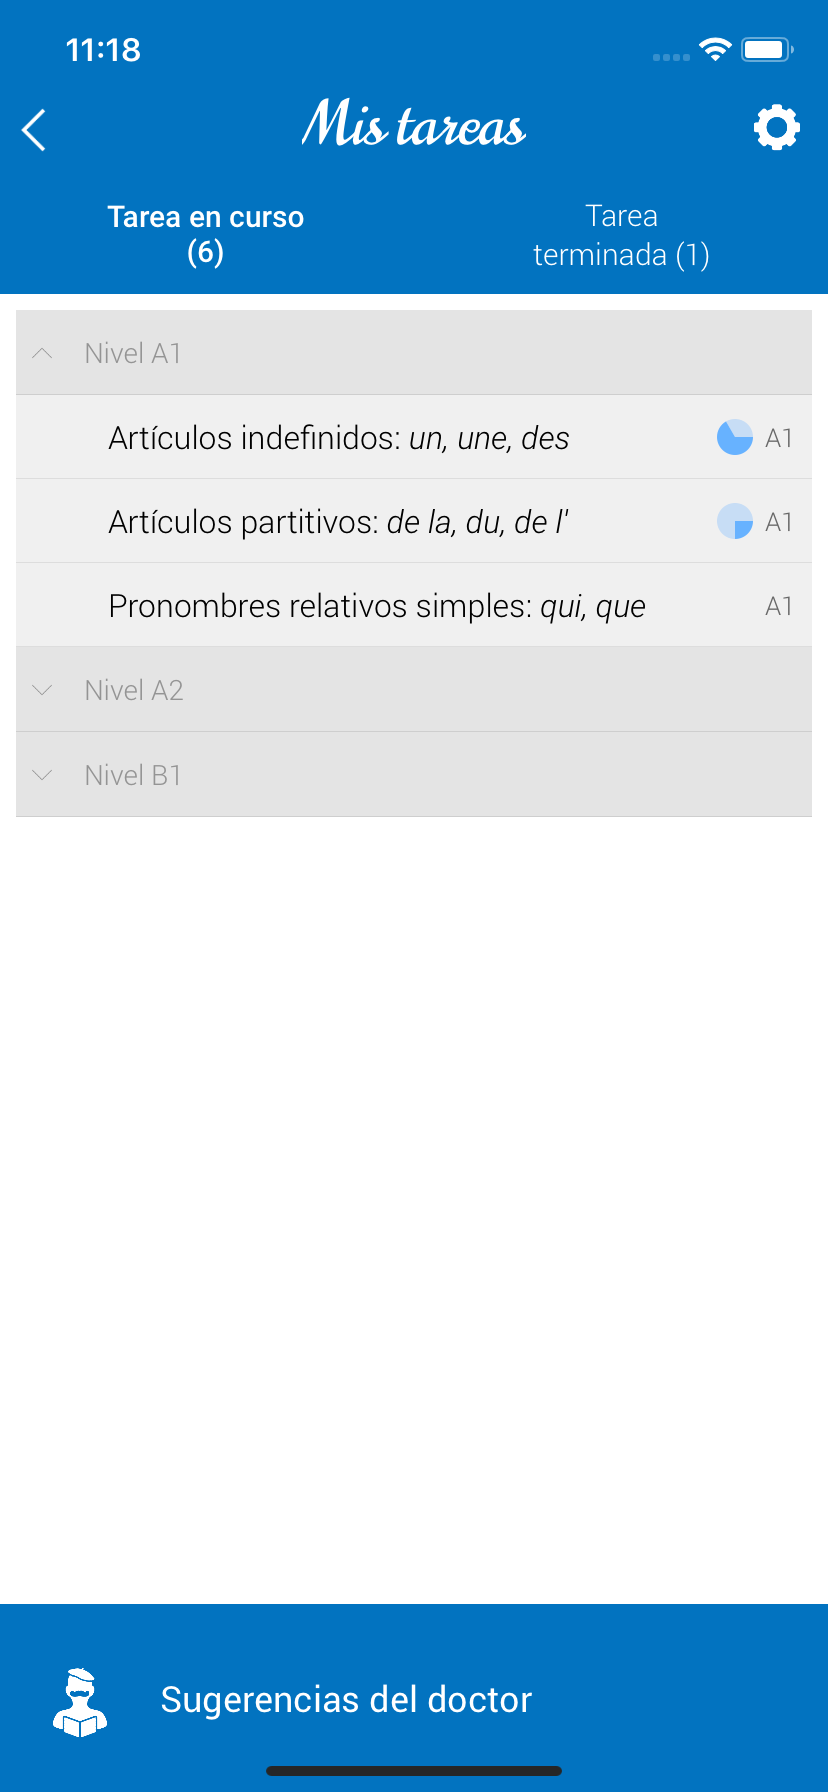 11:18
Mis tareas
Tarea en curso
(6)
Tarea
terminada (1)
Nivel A1
Artículos indefinidos: un, une, des A1
Artículos partitivos: de la, du, de l' A1
Pronombres relativos simples: qui, que A1
Nivel A2
Nivel B1
Sugerencias del doctor